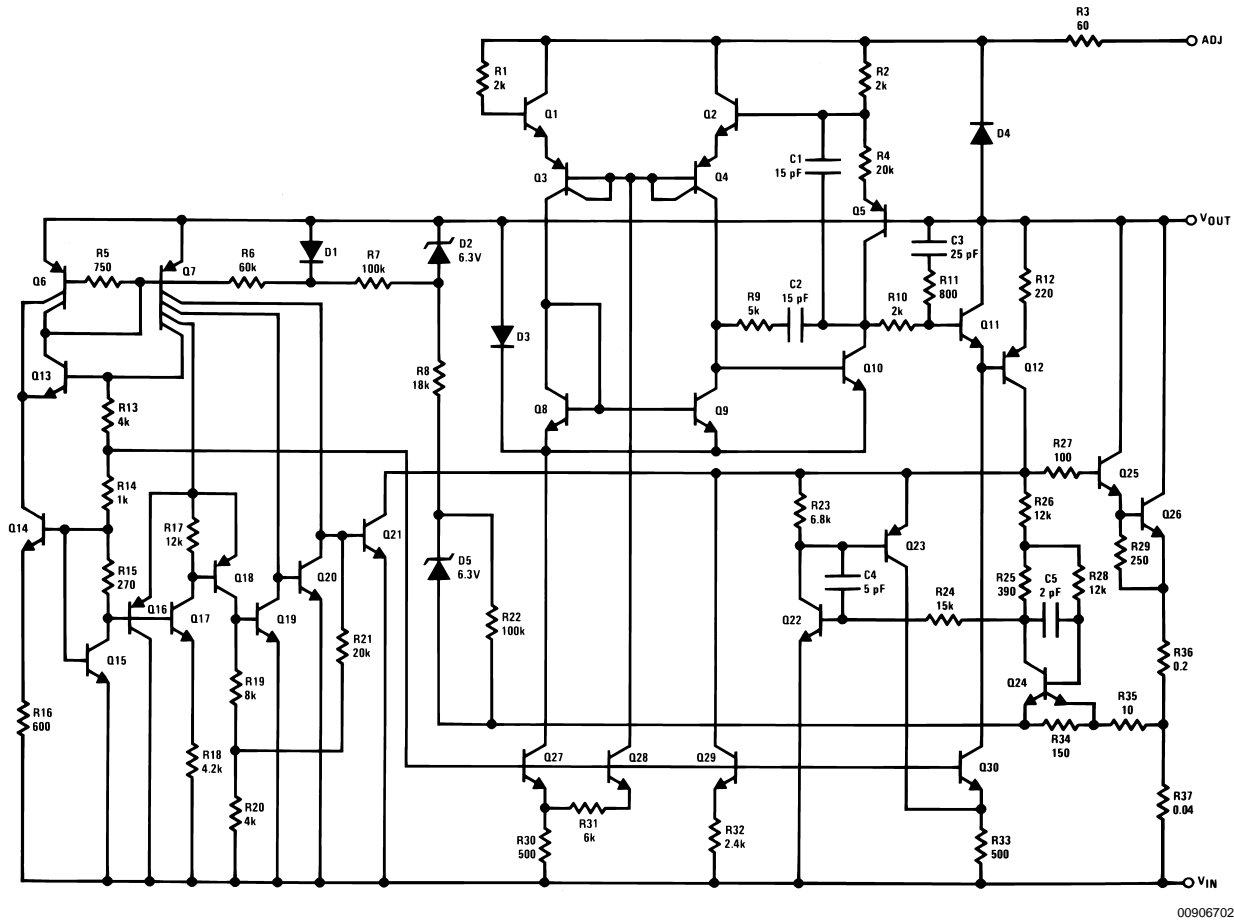 R3
60
ADJ
R1
2k
R2
2k
Q1
Q2
D4
C1
15 pF
R4
20k
Q3
Q4
Q5
VOUT
R5
750
R6
60k
D1
R7
100k
D2
6.3V
C3
25 pF
Q6
Q7
R12
220
R11
800
R9
5k
C2
15 pF
R10
2k
Q11
D3
Q12
Q13
R8
18k
Q10
R13
4k
Q8
Q9
R27
100
Q25
R14
1k
R23
6.8k
R26
12k
Q26
Q14
R17
12k
Q21
Q23
R29
250
R15
270
D5
6.3V
C4
5 pF
R25
390
C5
2 pF
R28
12k
Q18
Q20
R24
15k
Q16
Q17
Q19
R22
100k
Q22
R21
20k
Q15
R36
0.2
R19
8k
Q24
R16
600
R35
10
R34
150
R18
4.2k
Q27
Q28
Q29
Q30
R20
4k
R37
0.04
R31
6k
R30
500
R32
2.4k
R33
500
VIN
00906702